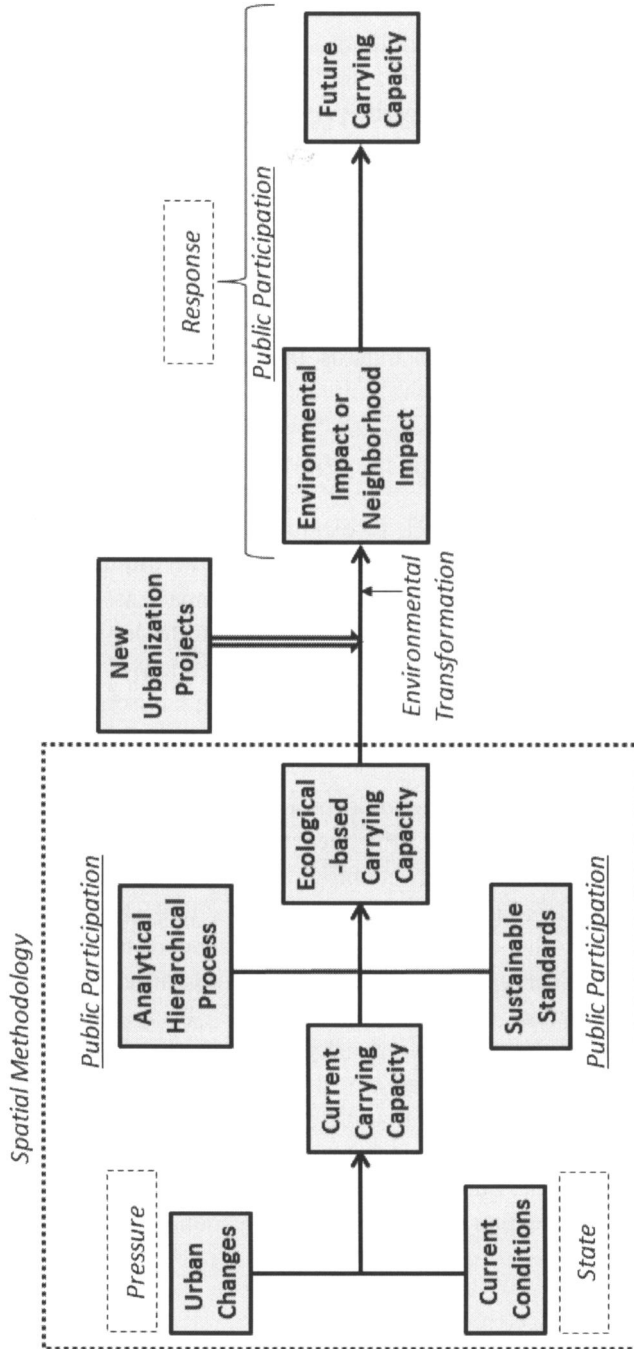 Spatial Methodology
Pressure
Urban
Changes
Current
Conditions
State
Current
Carrying
Capacity
Public Participation
Analytical
Hierarchical
Process
Sustainable
Standards
Public Participation
Ecological
-based
Carrying
Capacity
New
Urbanization
Projects
Environmental
Transformation
Response
Public Participation
Environmental
Impact or
Neighborhood
Impact
Future
Carrying
Capacity